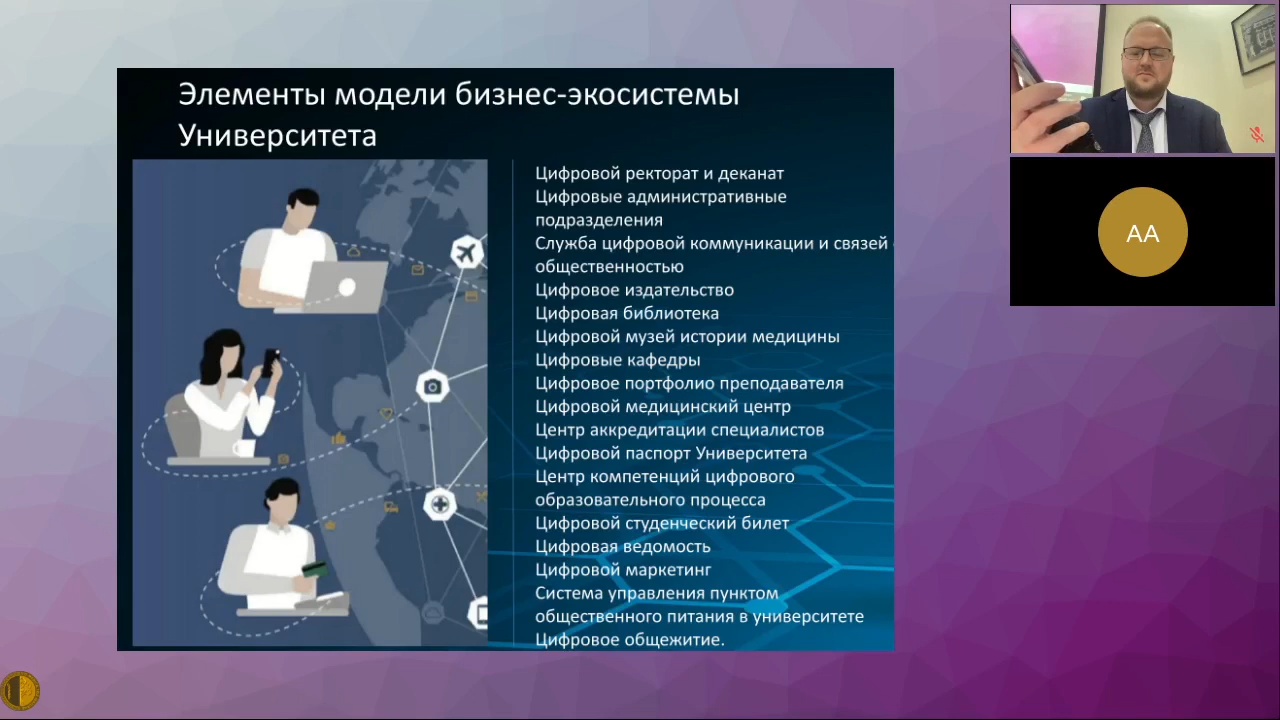 Элементы модели бизнес-экосистемы
Университета
Цифровой ректорат и деканат
Цифровые административные
подразделения
Служба цифровой коммуникации и связей
общественностью
Цифровое издательство
Цифровая библиотека
Цифровой музей истории медицины
Цифровые кафедры
Цифровое портфолио преподавателя
Цифровой медицинский центр
Центр аккредитации специалистов
Цифровой паспорт Университета
Центр компетенций цифрового
образовательного процесса
Цифровой студенческий билет
Цифровая ведомость
Цифровой маркетинг
Система управления пунктом
общественного питания в университете
Цифровое общежитие.
АА